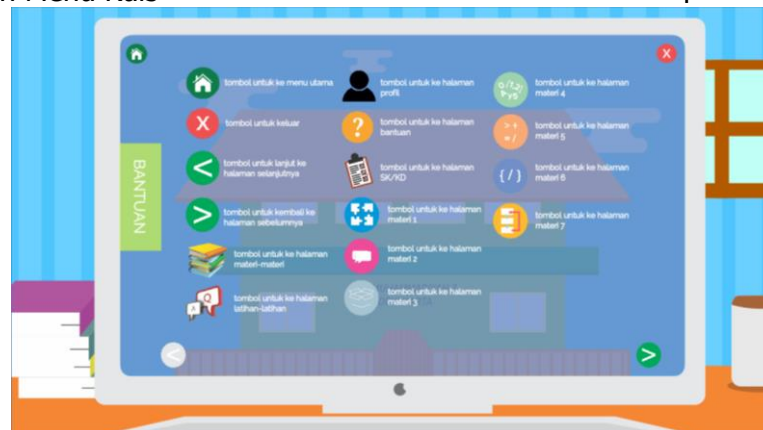 BANTUAN
tombol untuk ke menu utama
tombol untuk keluar
tombol untuk lanjut ke
halaman selanjutnya
tombol untuk kembali ke
halaman sebelumnya
tombol untuk ke halaman
materi-materi
tombol untuk ke halaman
latihan-latihan
tombol untuk ke halaman
profil
tombol untuk ke halaman
bantuan
tombol untuk ke halaman
SK/KD
tombol untuk ke halaman
materi 1
tombol untuk ke halaman
materi 2
tombol untuk ke halaman
materi 3
tombol untuk ke halaman
materi 4
tombol untuk ke halaman
materi 5
tombol untuk ke halaman
materi 6
tombol untuk ke halaman
materi 7